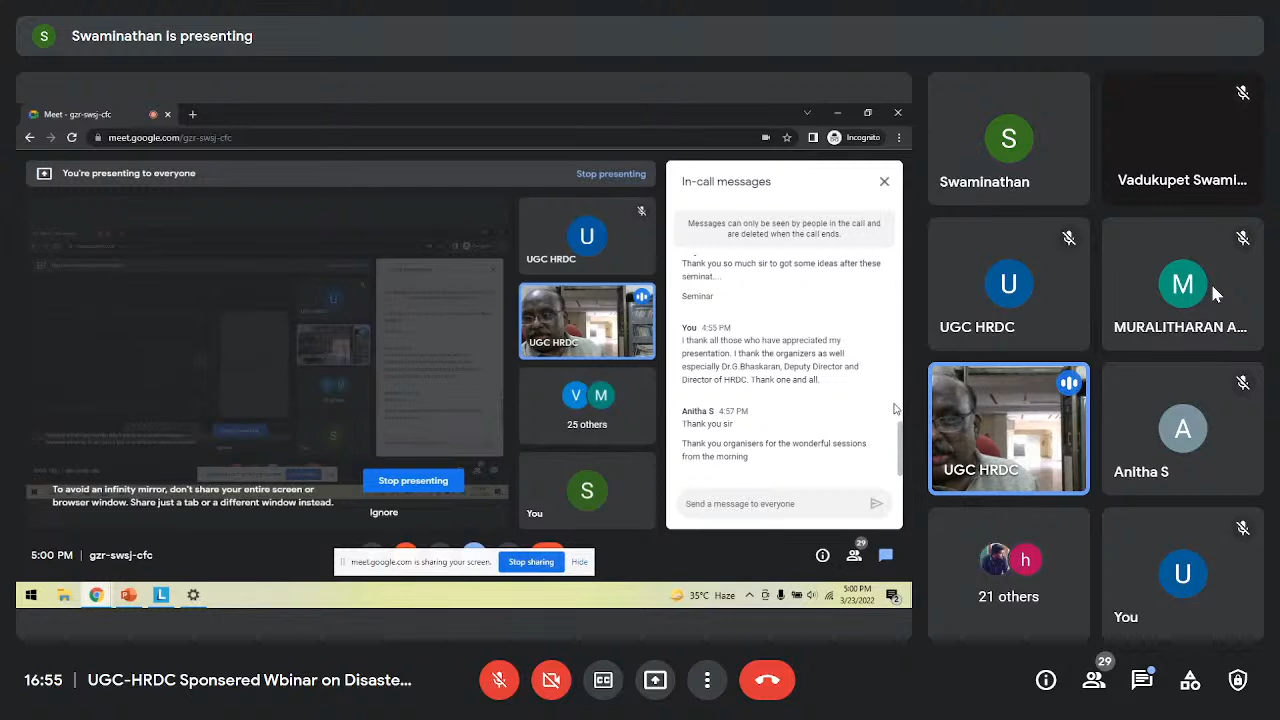 S Swaminathan is presenting
Meet - gzr-swsj-cfc
meet.google.com/gzr-swsj-cfc
Incognito
You're presenting to everyone
Stop presenting
U
UGC HRDC
UGC HRDC
V M
25 others
S
You
To avoid an infinity mirror, don't share your entire screen or
browser window. Share just a tab or a different window instead.
Stop presenting
Ignore
In-call messages
Messages can only be seen by people in the call and
are deleted when the call ends.
Thank you so much sir to got some ideas after these
seminat....
Seminar
You 4:55 PM
I thank all those who have appreciated my
presentation. I thank the organizers as well
especially Dr.G.Bhaskaran, Deputy Director and
Director of HRDC. Thank one and all.
Anitha S 4:57 PM
Thank you sir
Thank you organisers for the wonderful sessions
from the morning
Send a message to everyone
5:00 PM gzr-swsj-cfc
meet.google.com is sharing your screen.
Stop sharing
Hide
29
L
35°C Haze
5:00 PM
3/23/2022
2
S
Swaminathan
Vadukupet Swami...
U
UGC HRDC
M
MURALITHARAN A...
UGC HRDC
A
Anitha S
h
21 others
U
You
16:55 | UGC-HRDC Sponsered Wbinar on Disaste...
29